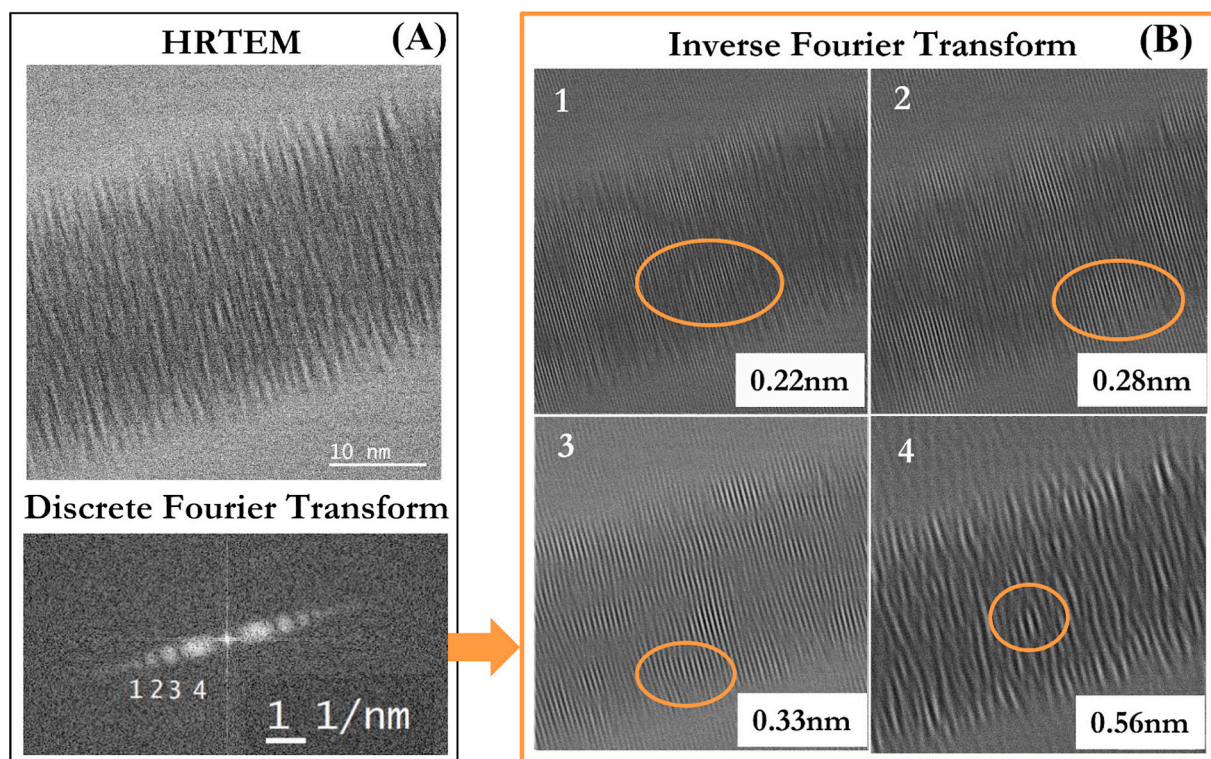 HRTEM (A)
10 nm
Discrete Fourier Transform
1 2 3 4
1 1/nm
Inverse Fourier Transform (B)
1
0.22nm
2
0.28nm
3
0.33nm
4
0.56nm